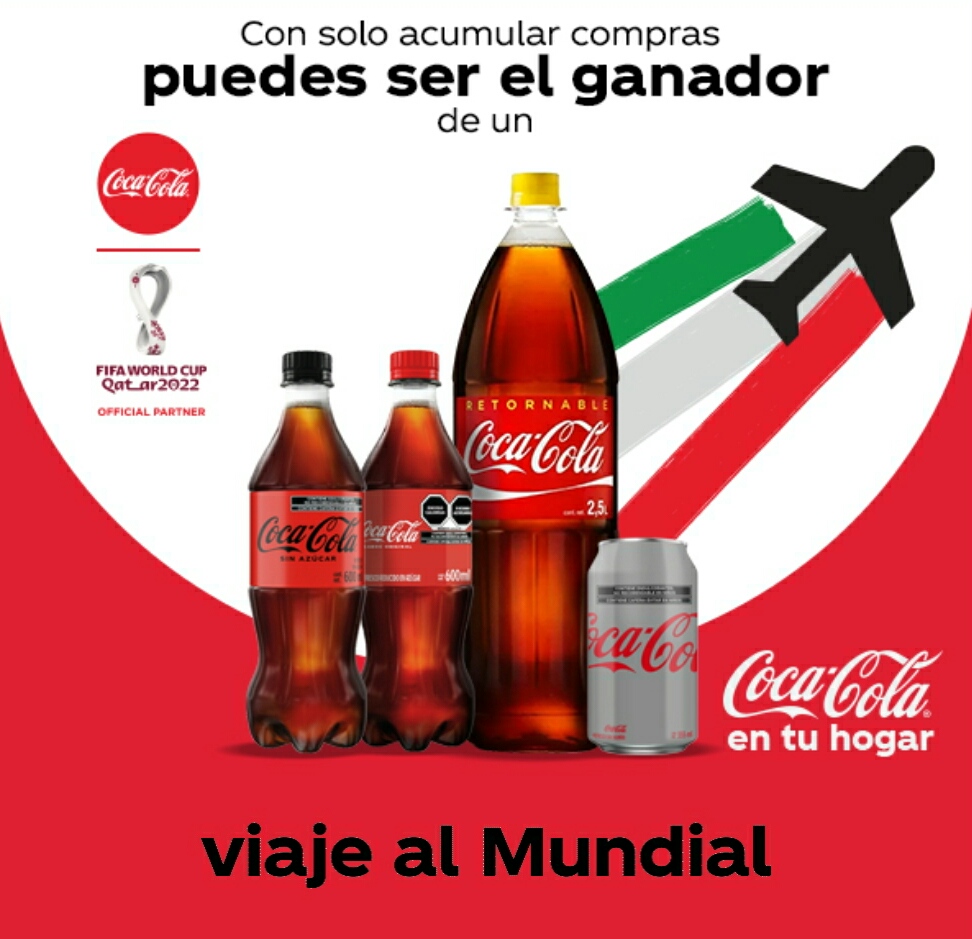 Con solo acumular compras
puedes ser el ganador
de un
Coca-Cola
FIFA WORLD CUP
Qatar2022
OFFICIAL PARTNER
RETORNABLE
Coca-Cola
2,5L
Coca-Cola
SIN AZÚCAR
Coca-Cola
600ml
Coca-Co
Coca-Cola
en tu hogar
viaje al Mundial